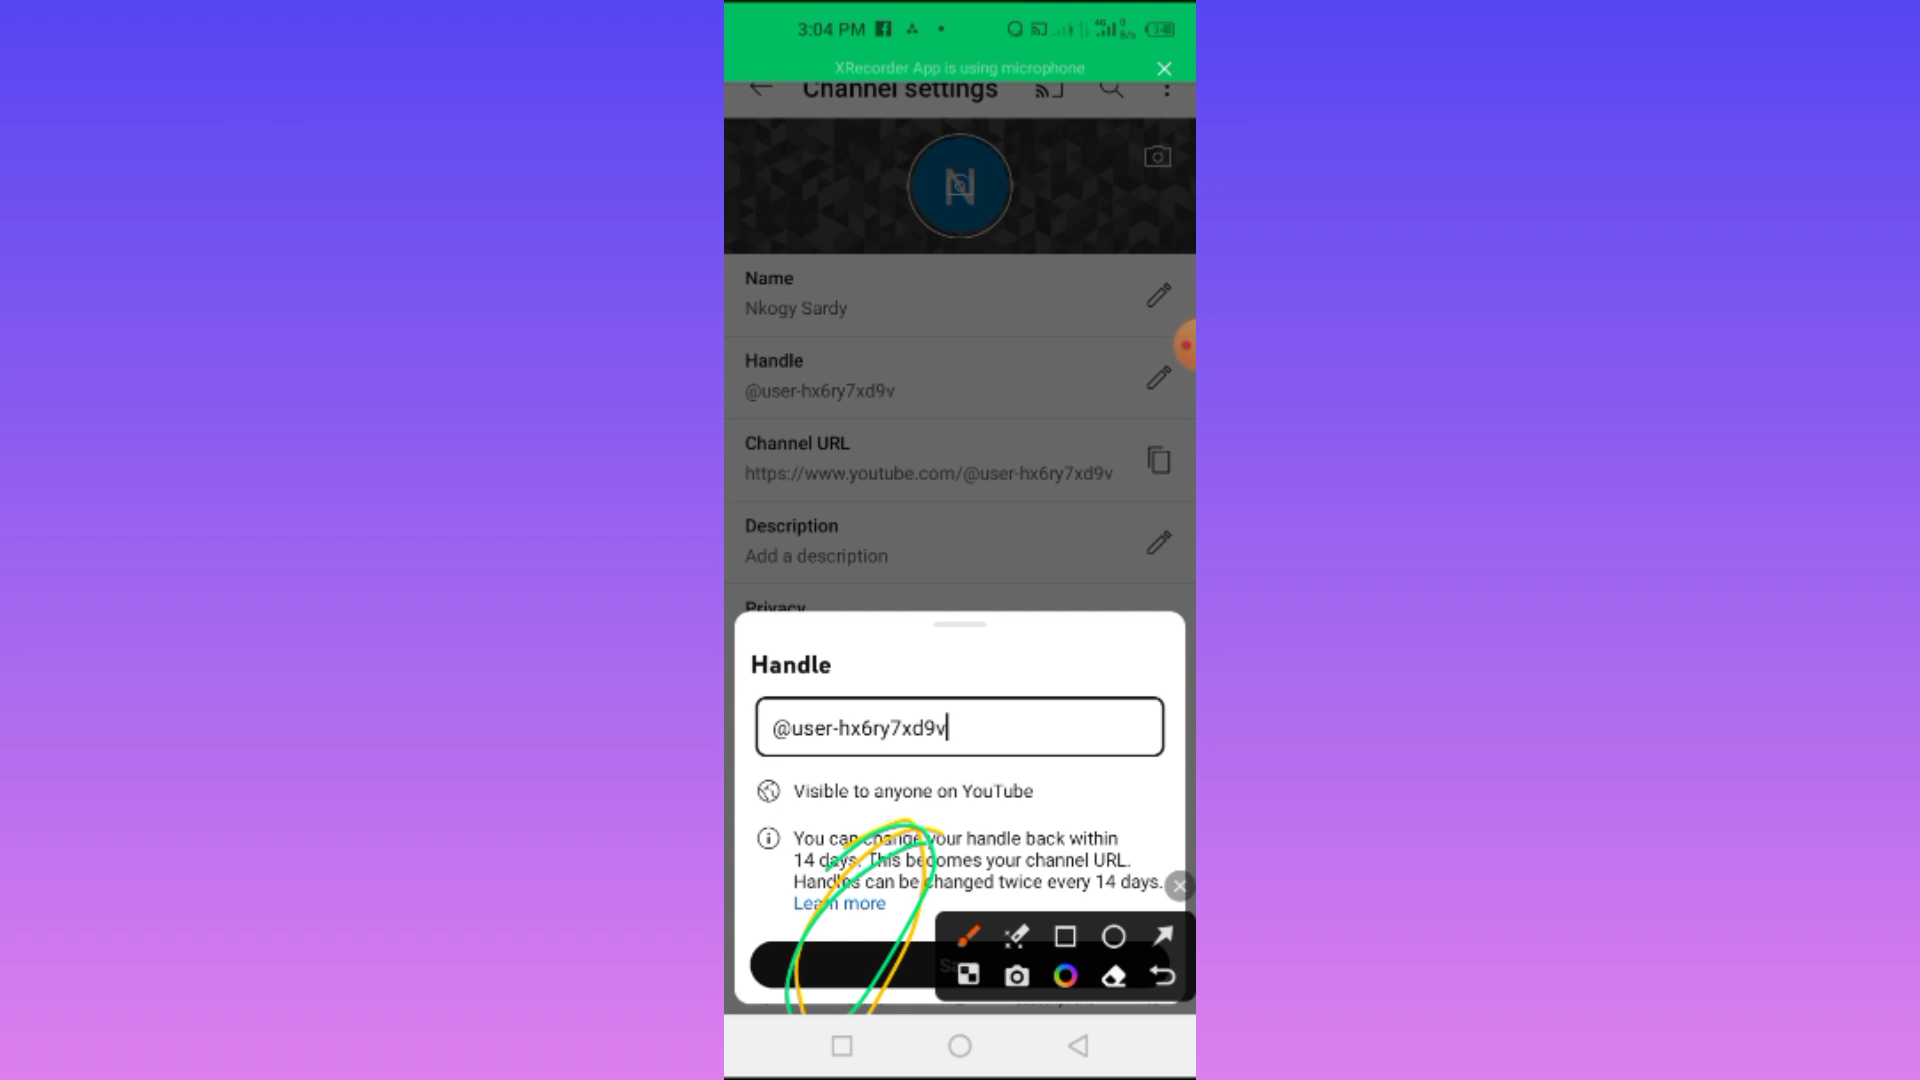 3:04 PM
4G 0 B/s
XRecorder App is using microphone
Channel settings
N
Name
Nkogy Sardy
Handle
@user-hx6ry7xd9v
Channel URL
https://www.youtube.com/@user-hx6ry7xd9v
Description
Add a description
Privacy
Handle
@user-hx6ry7xd9v
Visible to anyone on YouTube
You can change your handle back within
14 days. This becomes your channel URL.
Handles can be changed twice every 14 days.
Learn more